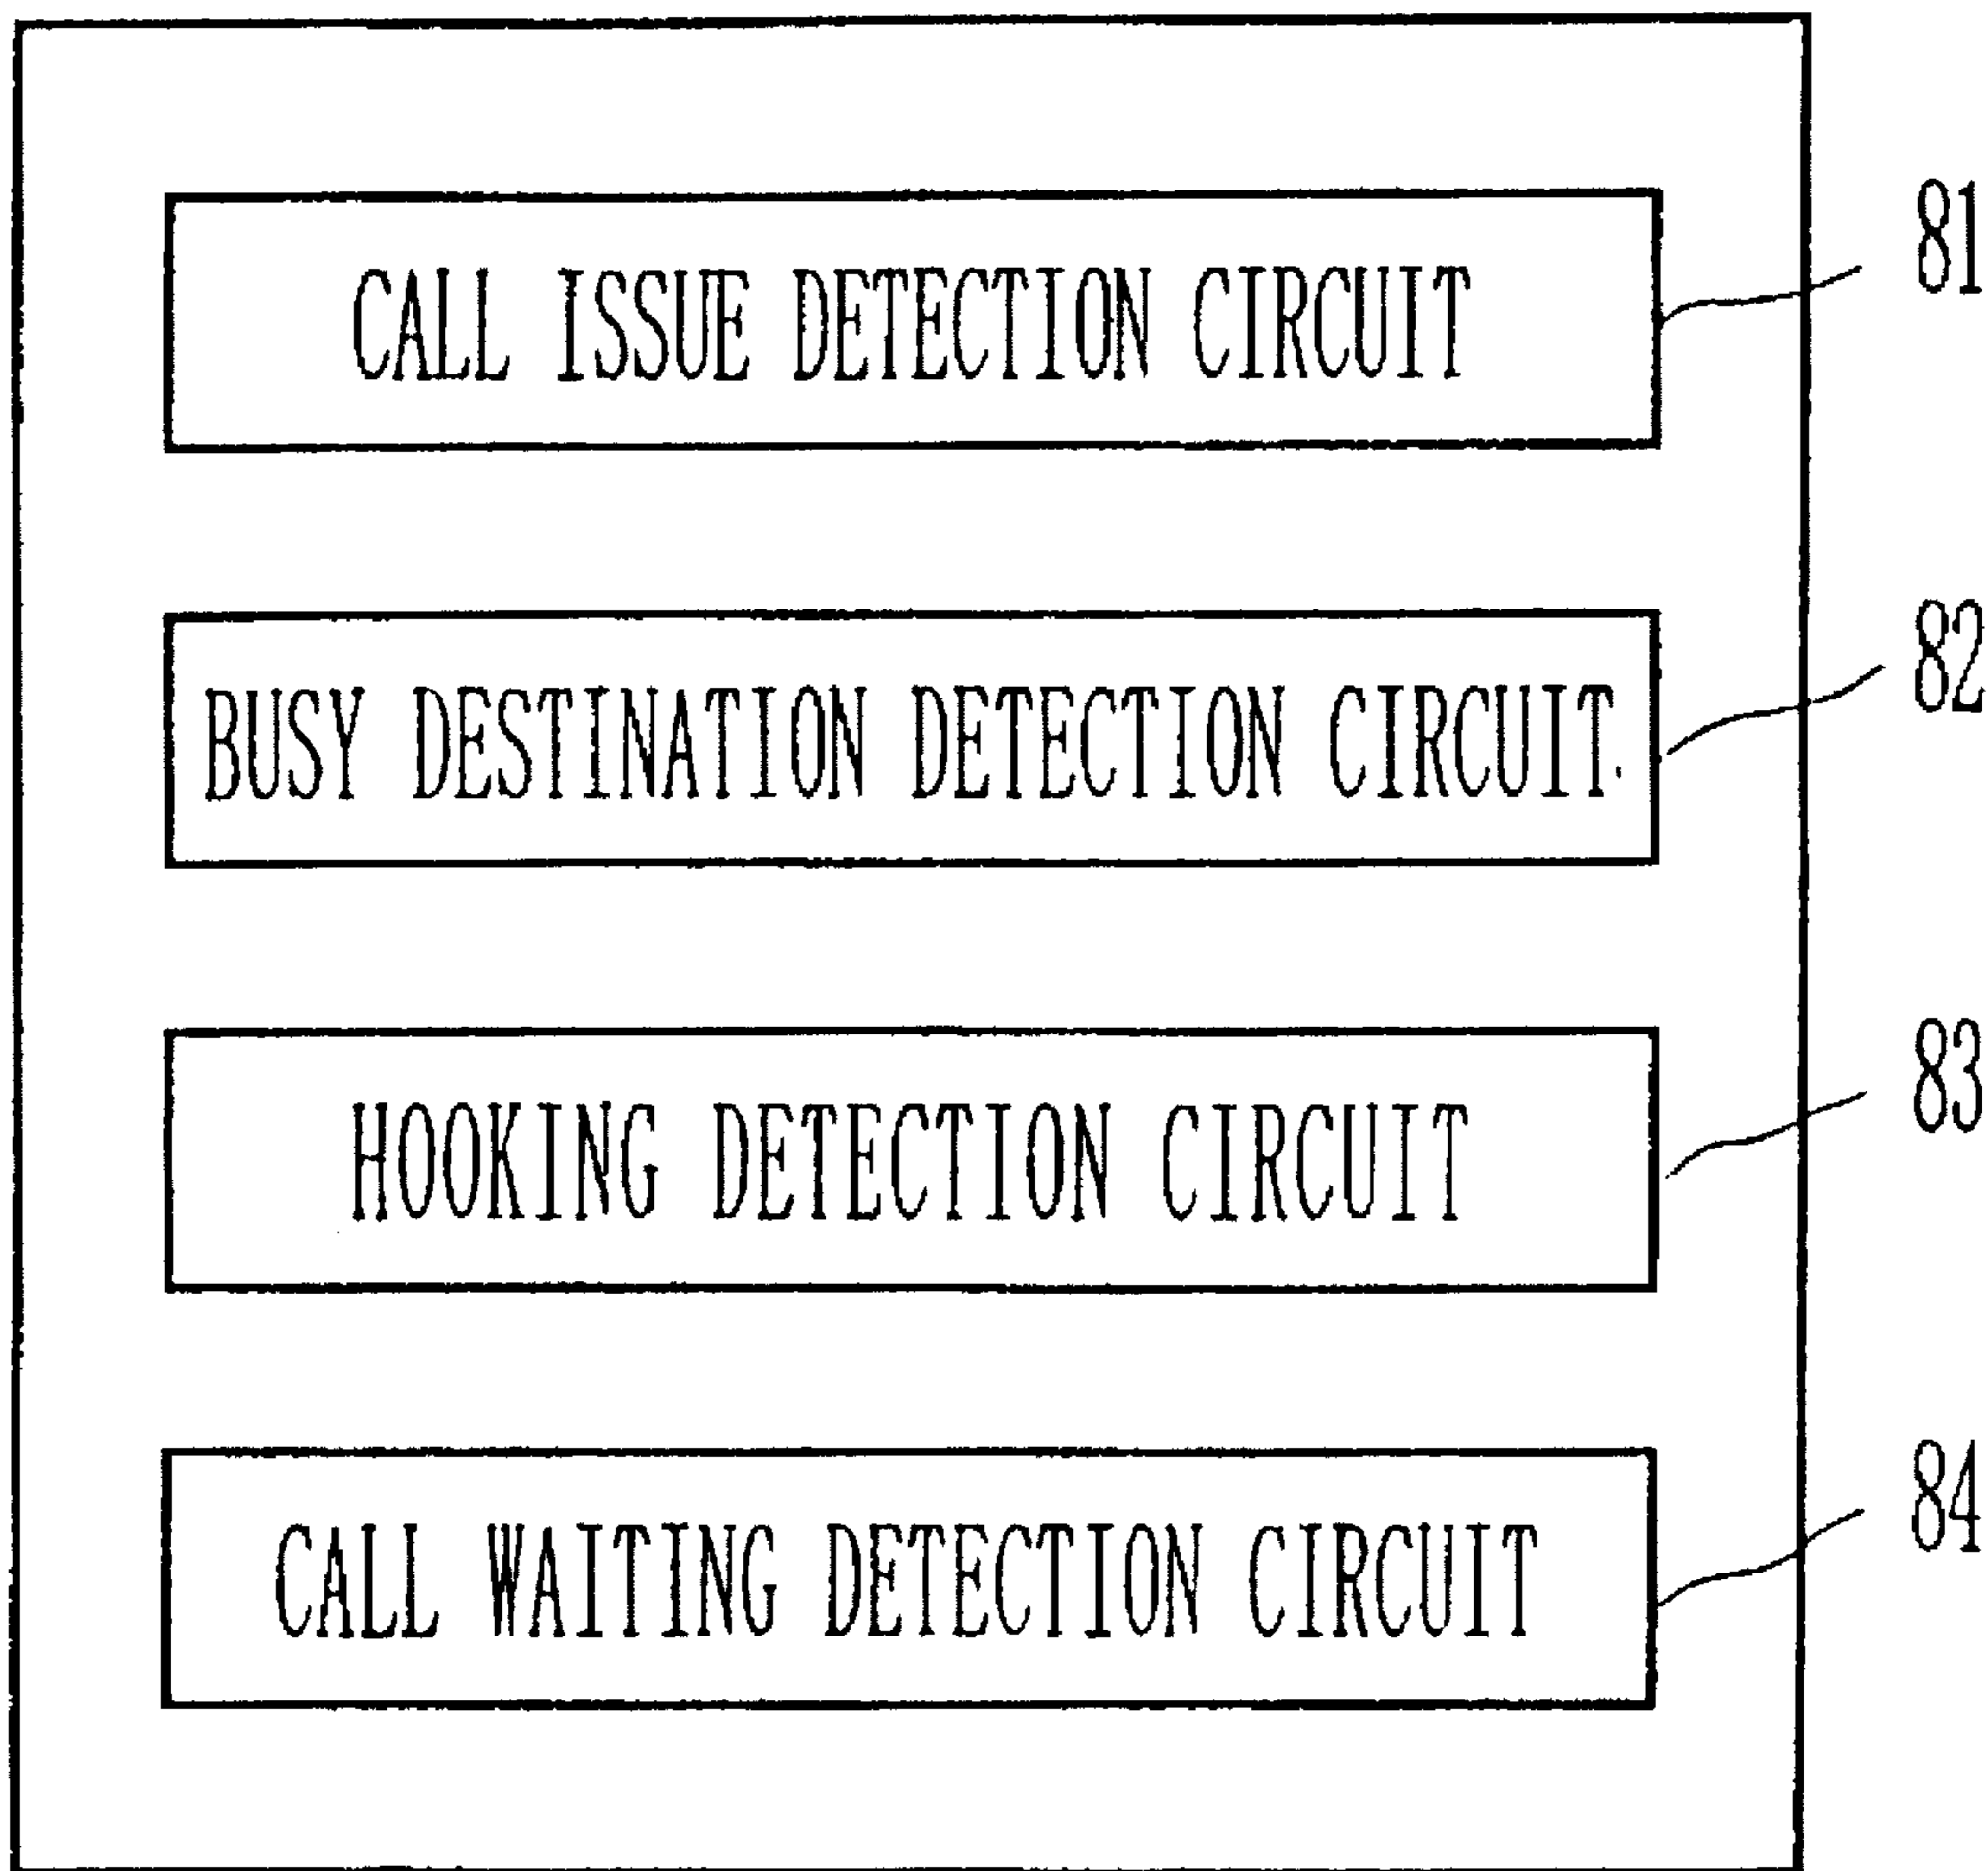 CALL ISSUE DETECTION CIRCUIT
81
BUSY DESTINATION DETECTION CIRCUIT
82
HOOKING DETECTION CIRCUIT
83
CALL WAITING DETECTION CIRCUIT
84